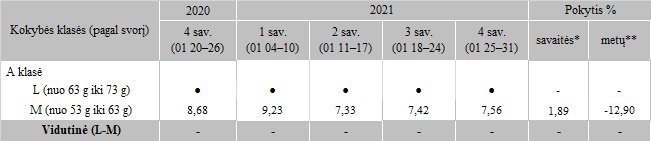 Kokybės klasės (pagal svorį) 2020 2021 Pokytis %
4 sav. (01 20–26) 1 sav. (01 04–10) 2 sav. (01 11–17) 3 sav. (01 18–24) 4 sav. (01 25–31) savaitės* metų**
A klasė
L (nuo 63 g iki 73 g) ● ● ● ● ● - -
M (nuo 53 g iki 63 g) 8,68 9,23 7,33 7,42 7,56 1,89 -12,90
Vidutinė (L-M) - - - - - - -